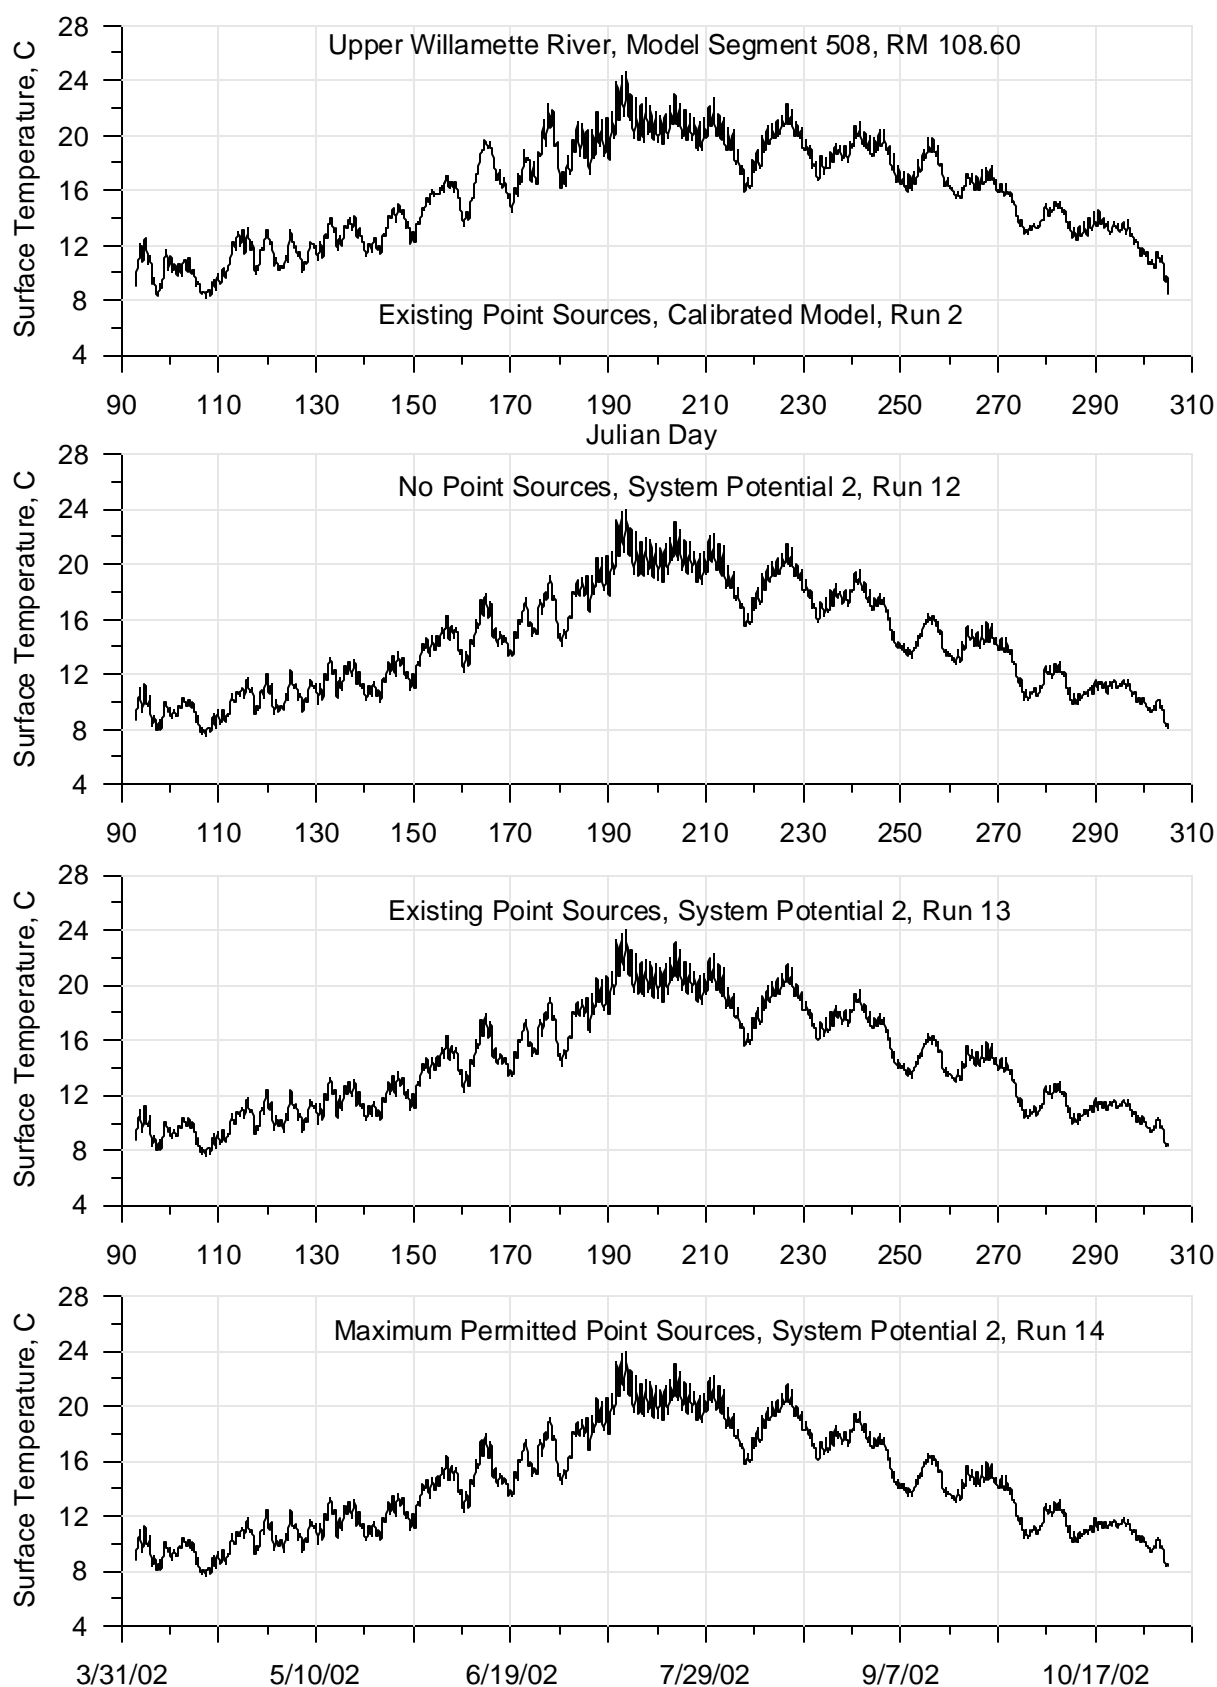 28
Upper Willamette River, Model Segment 508, RM 108.60
24
20
16
12
8
Existing Point Sources, Calibrated Model, Run 2
4
Surface Temperature, C
90 110 130 150 170 190 210 230 250 270 290 310
Julian Day
28
No Point Sources, System Potential 2, Run 12
24
20
16
12
8
4
Surface Temperature, C
90 110 130 150 170 190 210 230 250 270 290 310
28
Existing Point Sources, System Potential 2, Run 13
24
20
16
12
8
4
Surface Temperature, C
90 110 130 150 170 190 210 230 250 270 290 310
28
Maximum Permitted Point Sources, System Potential 2, Run 14
24
20
16
12
8
4
Surface Temperature, C
3/31/02 5/10/02 6/19/02 7/29/02 9/7/02 10/17/02